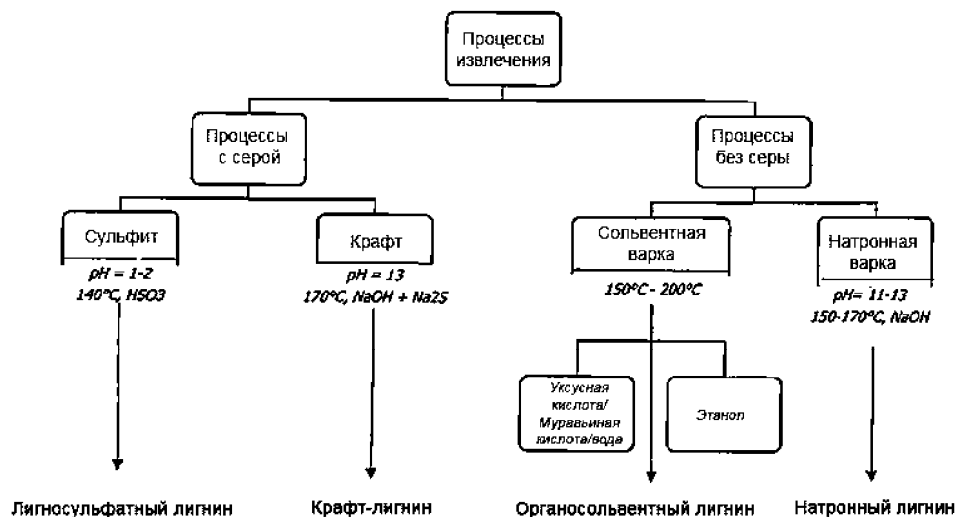 Процессы
извлечения
Процессы
с серой
Процессы
без серы
Сульфит
pH = 1-2
140°C, HSO3
Крафт
pH = 13
170°C, NaOH + Na2S
Сольвентная
варка
150°C - 200°C
Натронная
варка
pH= 11-13
150-170°C, NaOH
Уксусная
кислота/
Муравьиная
кислота/вода
Этанол
Лигносульфатный лигнин
Крафт-лигнин
Органосольвентный лигнин
Натронный лигнин